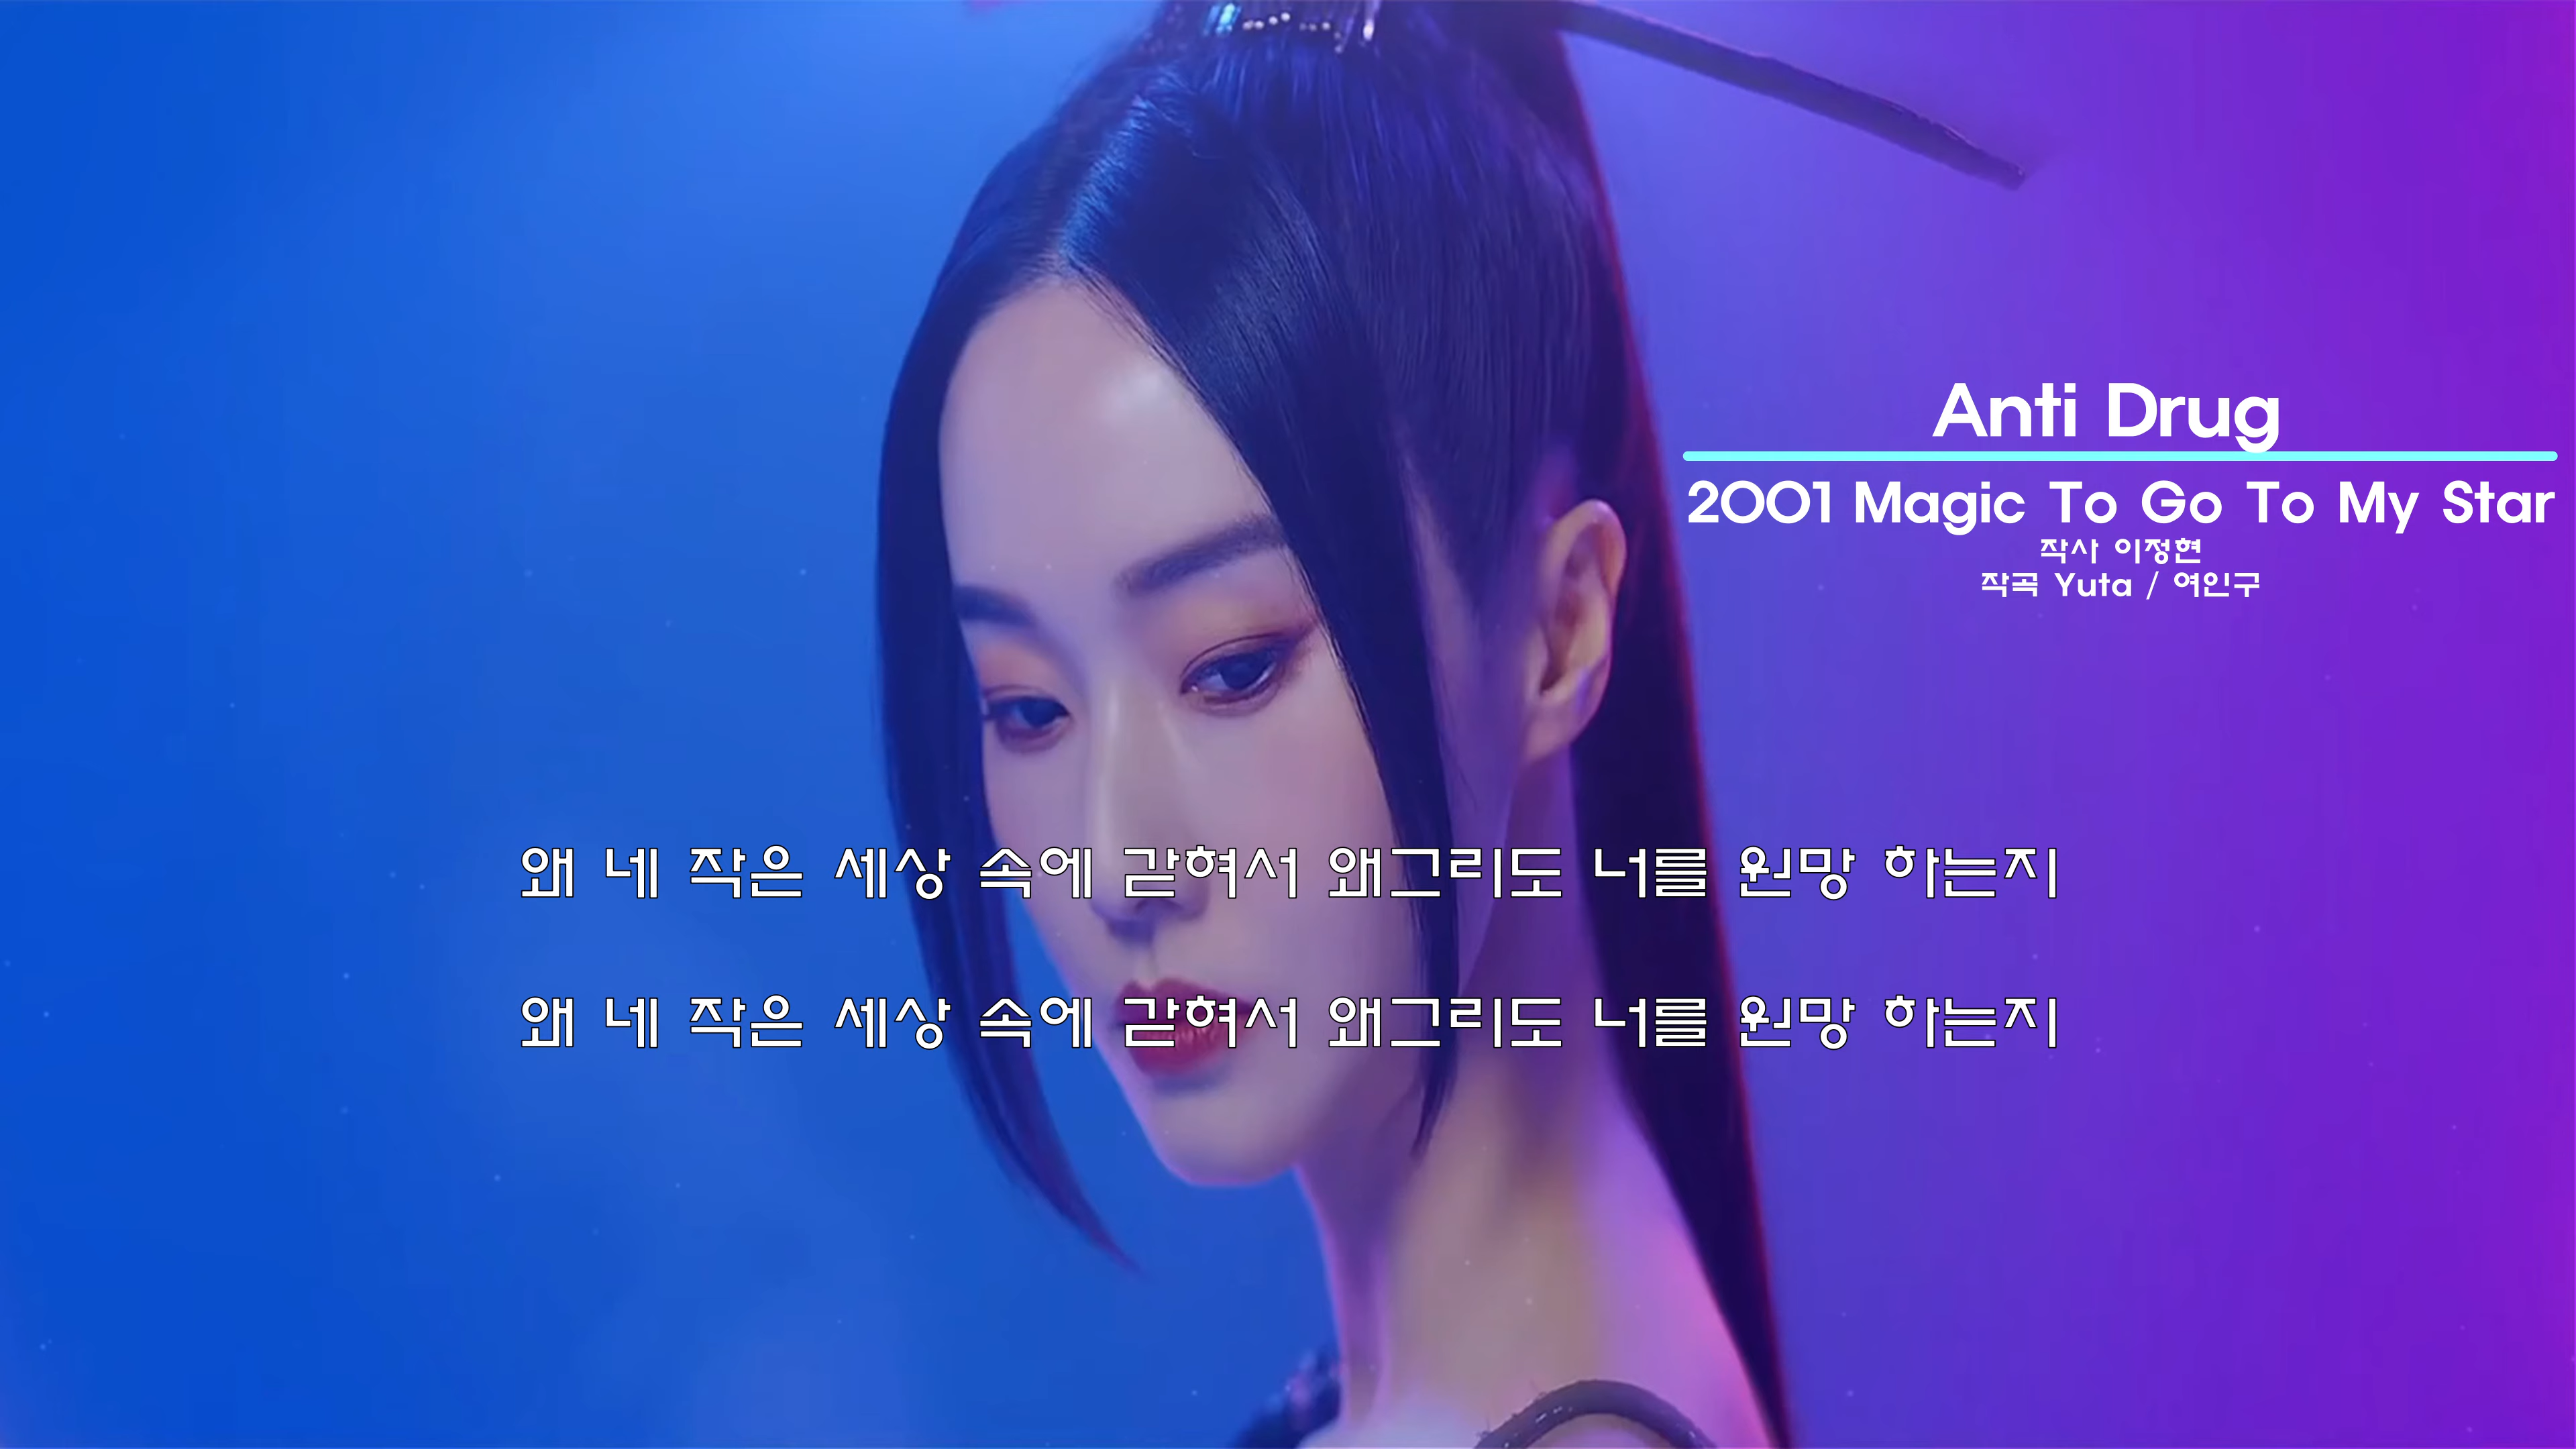 Anti Drug
2001 Magic To Go To My Star
작사 이정현
작곡 Yuta / 여인구
왜 네 작은 세상 속에 갇혀서 왜그리도 너를 원망 하는지
왜 네 작은 세상 속에 갇혀서 왜그리도 너를 원망 하는지